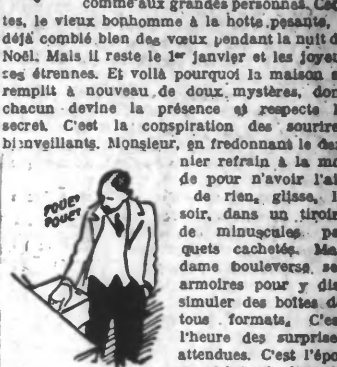 comme aux grandes personnes.
tes, le vieux bonhomme à la hotte pesante, a
déjà comblé bien des vœux pendant la nuit d
Noël. Mais il reste le 1er janvier et les joyeu
ses étrennes. Et voilà pourquoi la maison s
remplit à nouveau de doux mystères, don
chacun devine la présence et respecte l
secret. C'est la conspiration des sourire
bienveillants. Monsieur, en fredonnant le der
nier refrain à la mo
de pour n'avoir l'ai
de rien, glisse, l
soir, dans un tiroir
de minuscules pa
quets cachetés. Ma
dame bouleverse se
armoires pour y dis
simuler des boîtes d
tous formats. C'es
l'heure des surprise
attendues. C'est l'épo
POUET
POUET